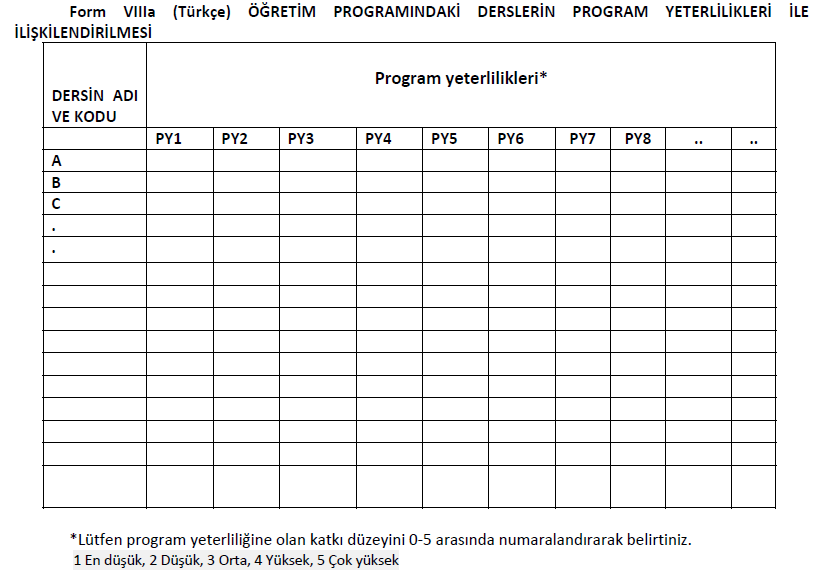 Form VIIIa (Türkçe) ÖĞRETİM PROGRAMINDAKİ DERSLERİN PROGRAM YETERLİLİKLERİ İLE
İLİŞKİLENDİRİLMESİ
Program yeterlilikleri*
DERSİN ADI
VE KODU
PY1 PY2 PY3 PY4 PY5 PY6 PY7 PY8 .. ..
A
B
C
.
.
*Lütfen program yeterliliğine olan katkı düzeyini 0-5 arasında numaralandırarak belirtiniz.
1 En düşük, 2 Düşük, 3 Orta, 4 Yüksek, 5 Çok yüksek